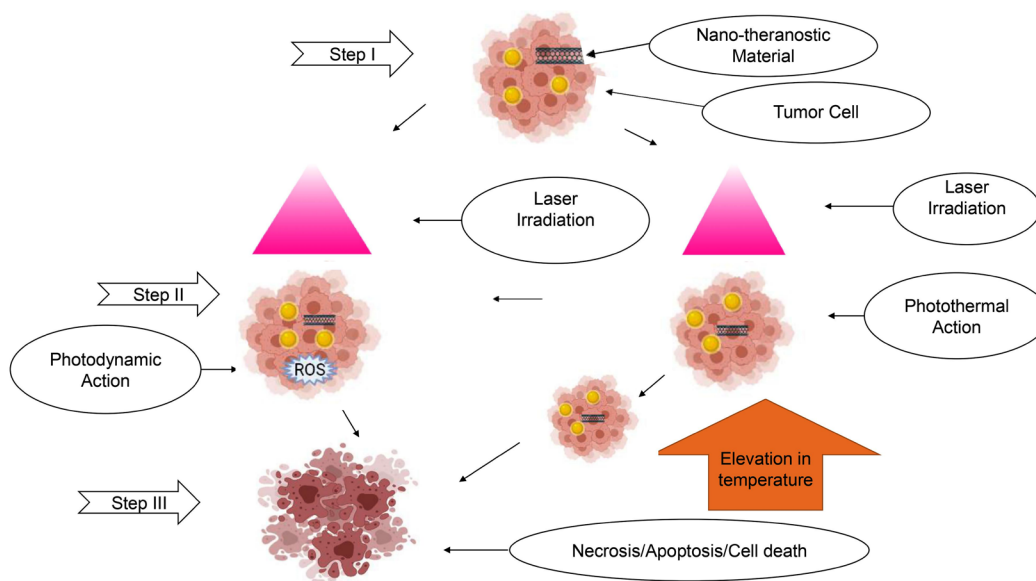 Step I
Nano-theranostic
Material
Tumor Cell
Laser
Irradiation
Laser
Irradiation
Step II
Photothermal
Action
Photodynamic
Action
ROS
Elevation in
temperature
Step III
Necrosis/Apoptosis/Cell death